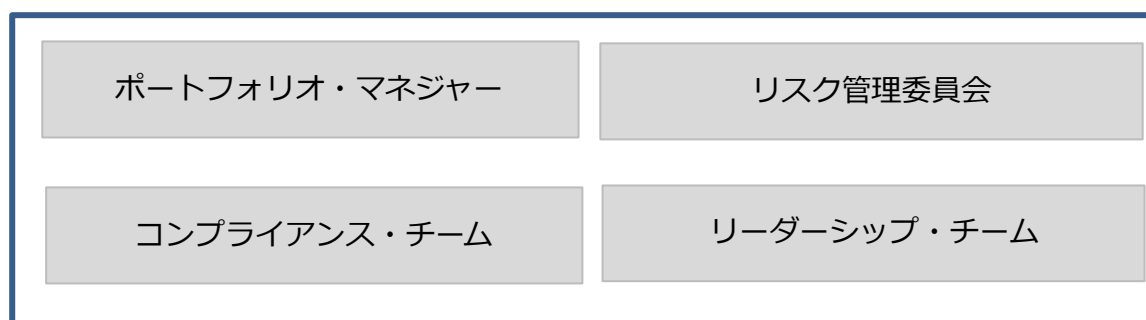 ポートフォリオ・マネジャー
リスク管理委員会
コンプライアンス・チーム
リーダーシップ・チーム